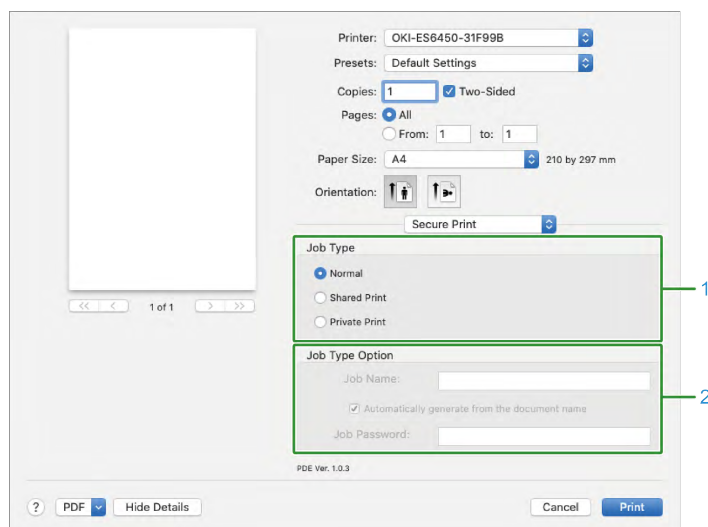 Printer: OKI-ES6450-31F99B
Presets: Default Settings
Copies: 1 Two-Sided
Pages: All
From: 1 to: 1
Paper Size: A4 210 by 297 mm
Orientation:
Secure Print
Job Type
Normal
Shared Print
Private Print
1
<< < 1 of 1 > >>
Job Type Option
Job Name:
Automatically generate from the document name
Job Password:
2
PDE Ver. 1.0.3
? PDF Hide Details Cancel Print